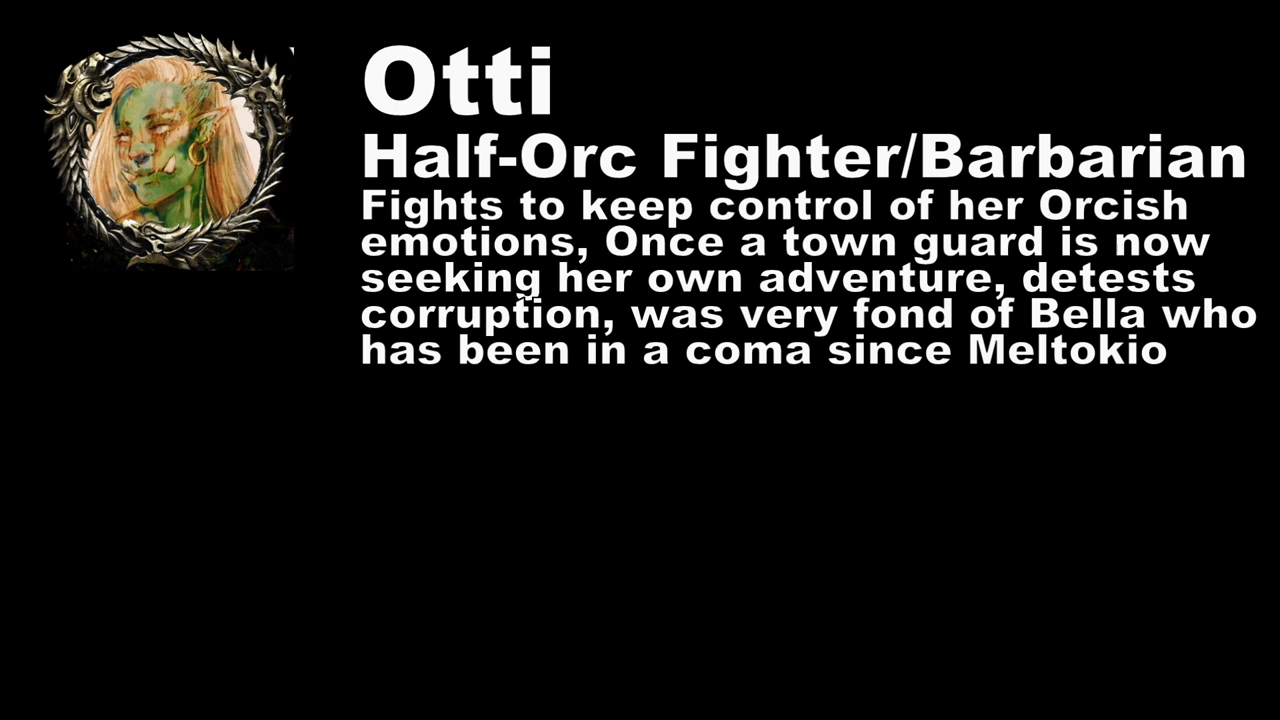 Otti
Half-Orc Fighter/Barbarian
Fights to keep control of her Orcish
emotions, Once a town guard is now
seeking her own adventure, detests
corruption, was very fond of Bella who
has been in a coma since Meltokio